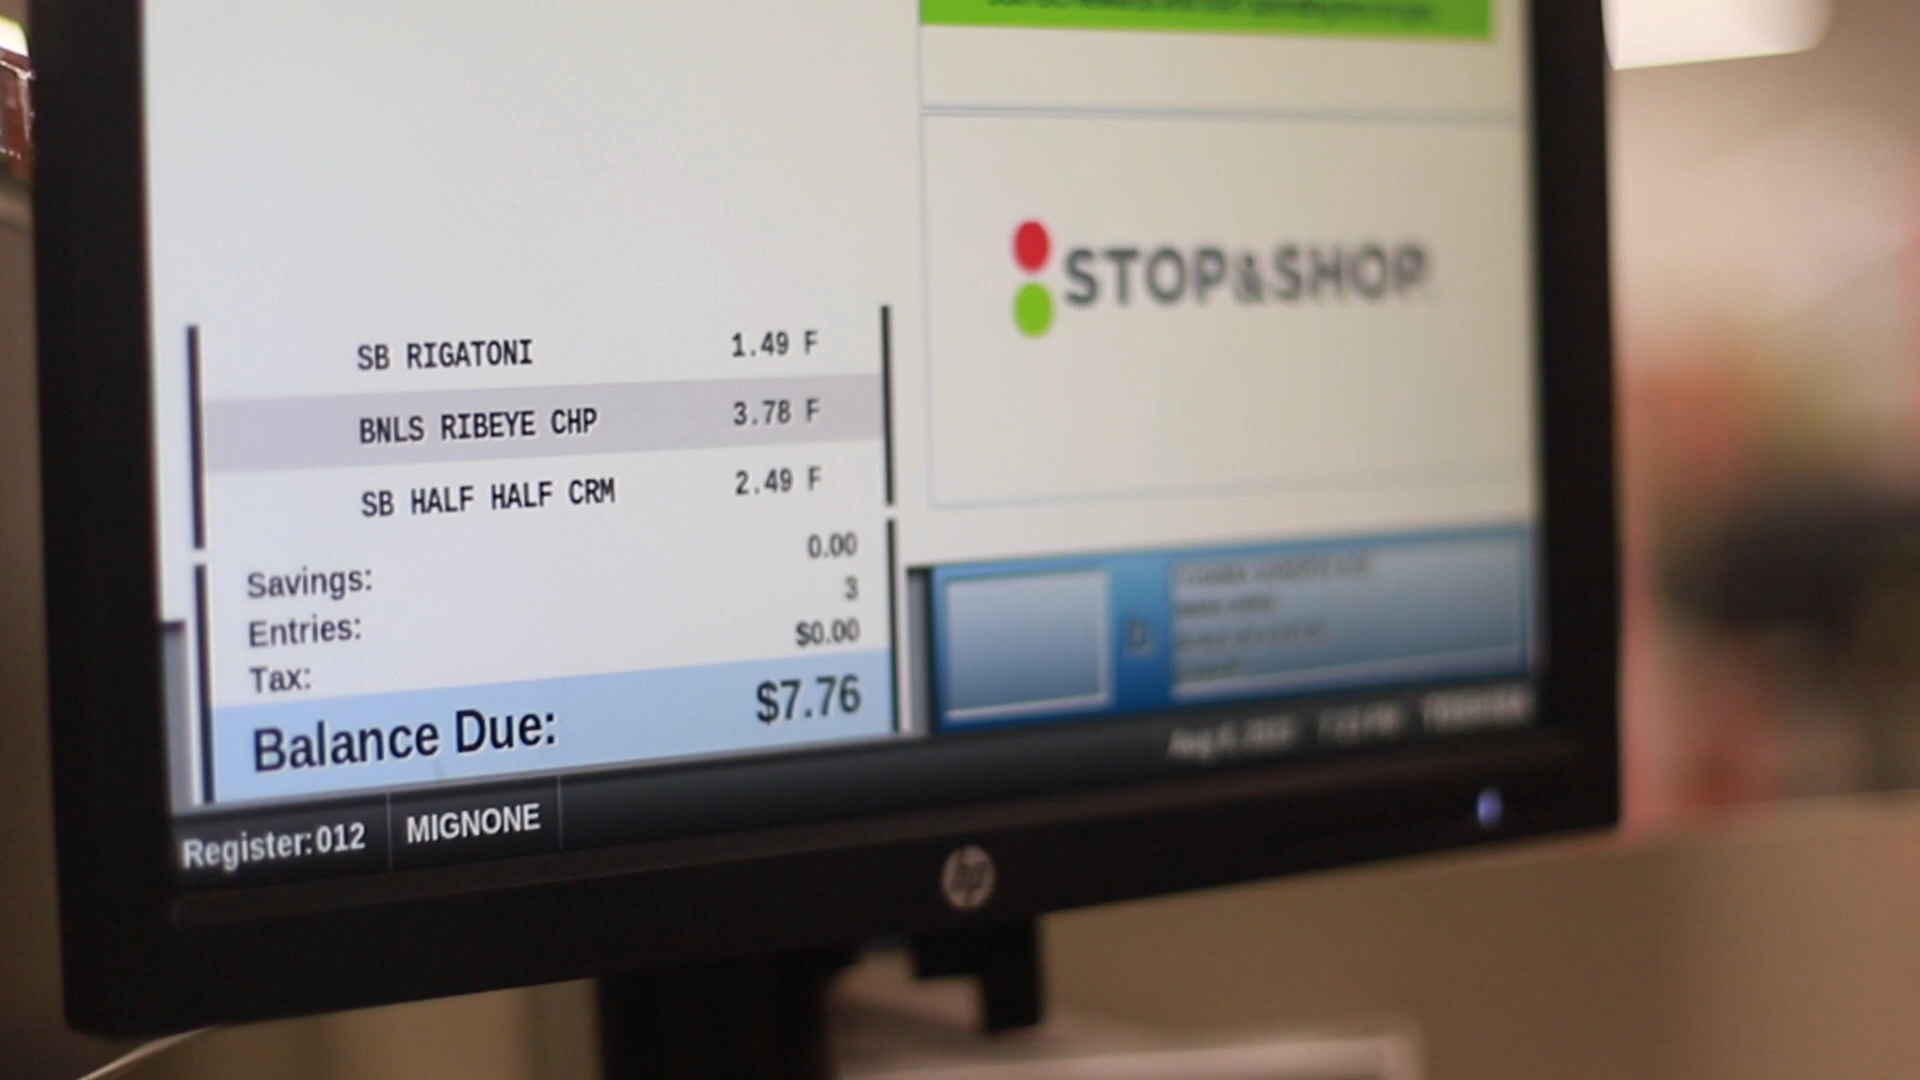 SB RIGATONI 1.49 F
BNLS RIBEYE CHP 3.78 F
SB HALF HALF CRM 2.49 F
Savings: 0.00
Entries: 3
Tax: $0.00
Balance Due: $7.76
Register:012 MIGNONE
STOP&SHOP
hp